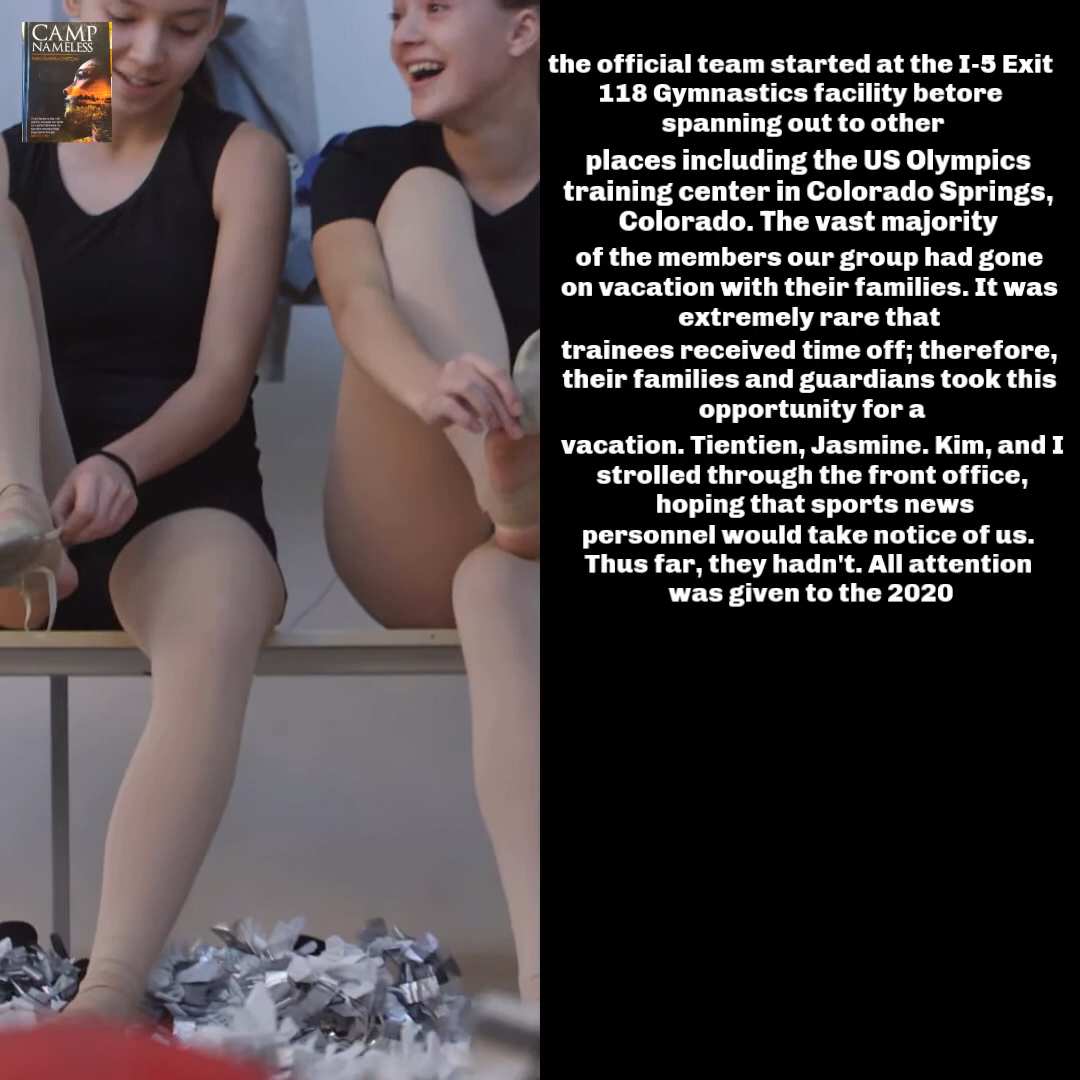 CAMP
NAMELESS
the official team started at the I-5 Exit
118 Gymnastics facility betore
spanning out to other
places including the US Olympics
training center in Colorado Springs,
Colorado. The vast majority
of the members our group had gone
on vacation with their families. It was
extremely rare that
trainees received time off; therefore,
their families and guardians took this
opportunity for a
vacation. Tientien, Jasmine. Kim, and I
strolled through the front office,
hoping that sports news
personnel would take notice of us.
Thus far, they hadn't. All attention
was given to the 2020